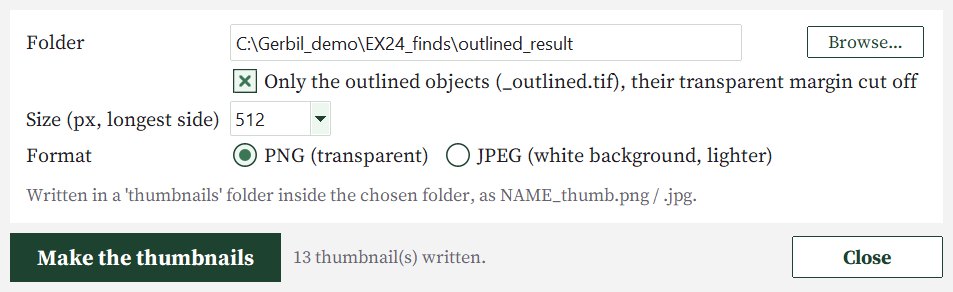 Folder C:\Gerbil_demo\EX24_finds\outlined_result Browse...
Only the outlined objects (_outlined.tif), their transparent margin cut off
Size (px, longest side) 512
Format PNG (transparent) JPEG (white background, lighter)
Written in a 'thumbnails' folder inside the chosen folder, as NAME_thumb.png / .jpg.
Make the thumbnails 13 thumbnail(s) written. Close